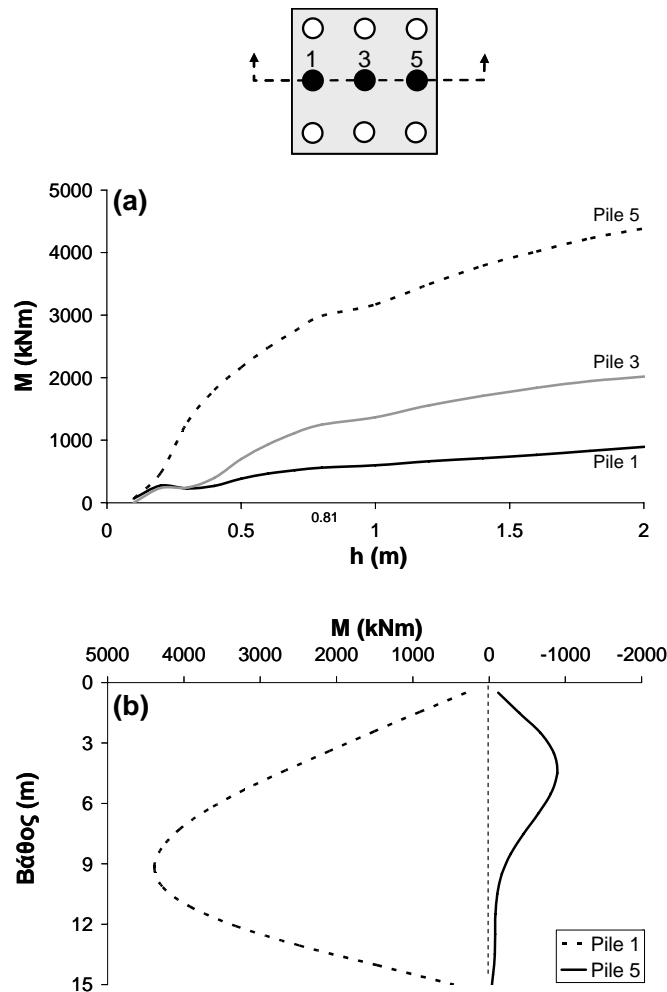 1 3 5
(a)
5000
4000
3000
2000
1000
0
M (kNm)
Pile 5
Pile 3
Pile 1
0 0.5 0.81 1 1.5 2
h (m)
M (kNm)
5000 4000 3000 2000 1000 0 -1000 -2000
(b)
0
3
6
9
12
15
Βάθος (m)
Pile 1
Pile 5